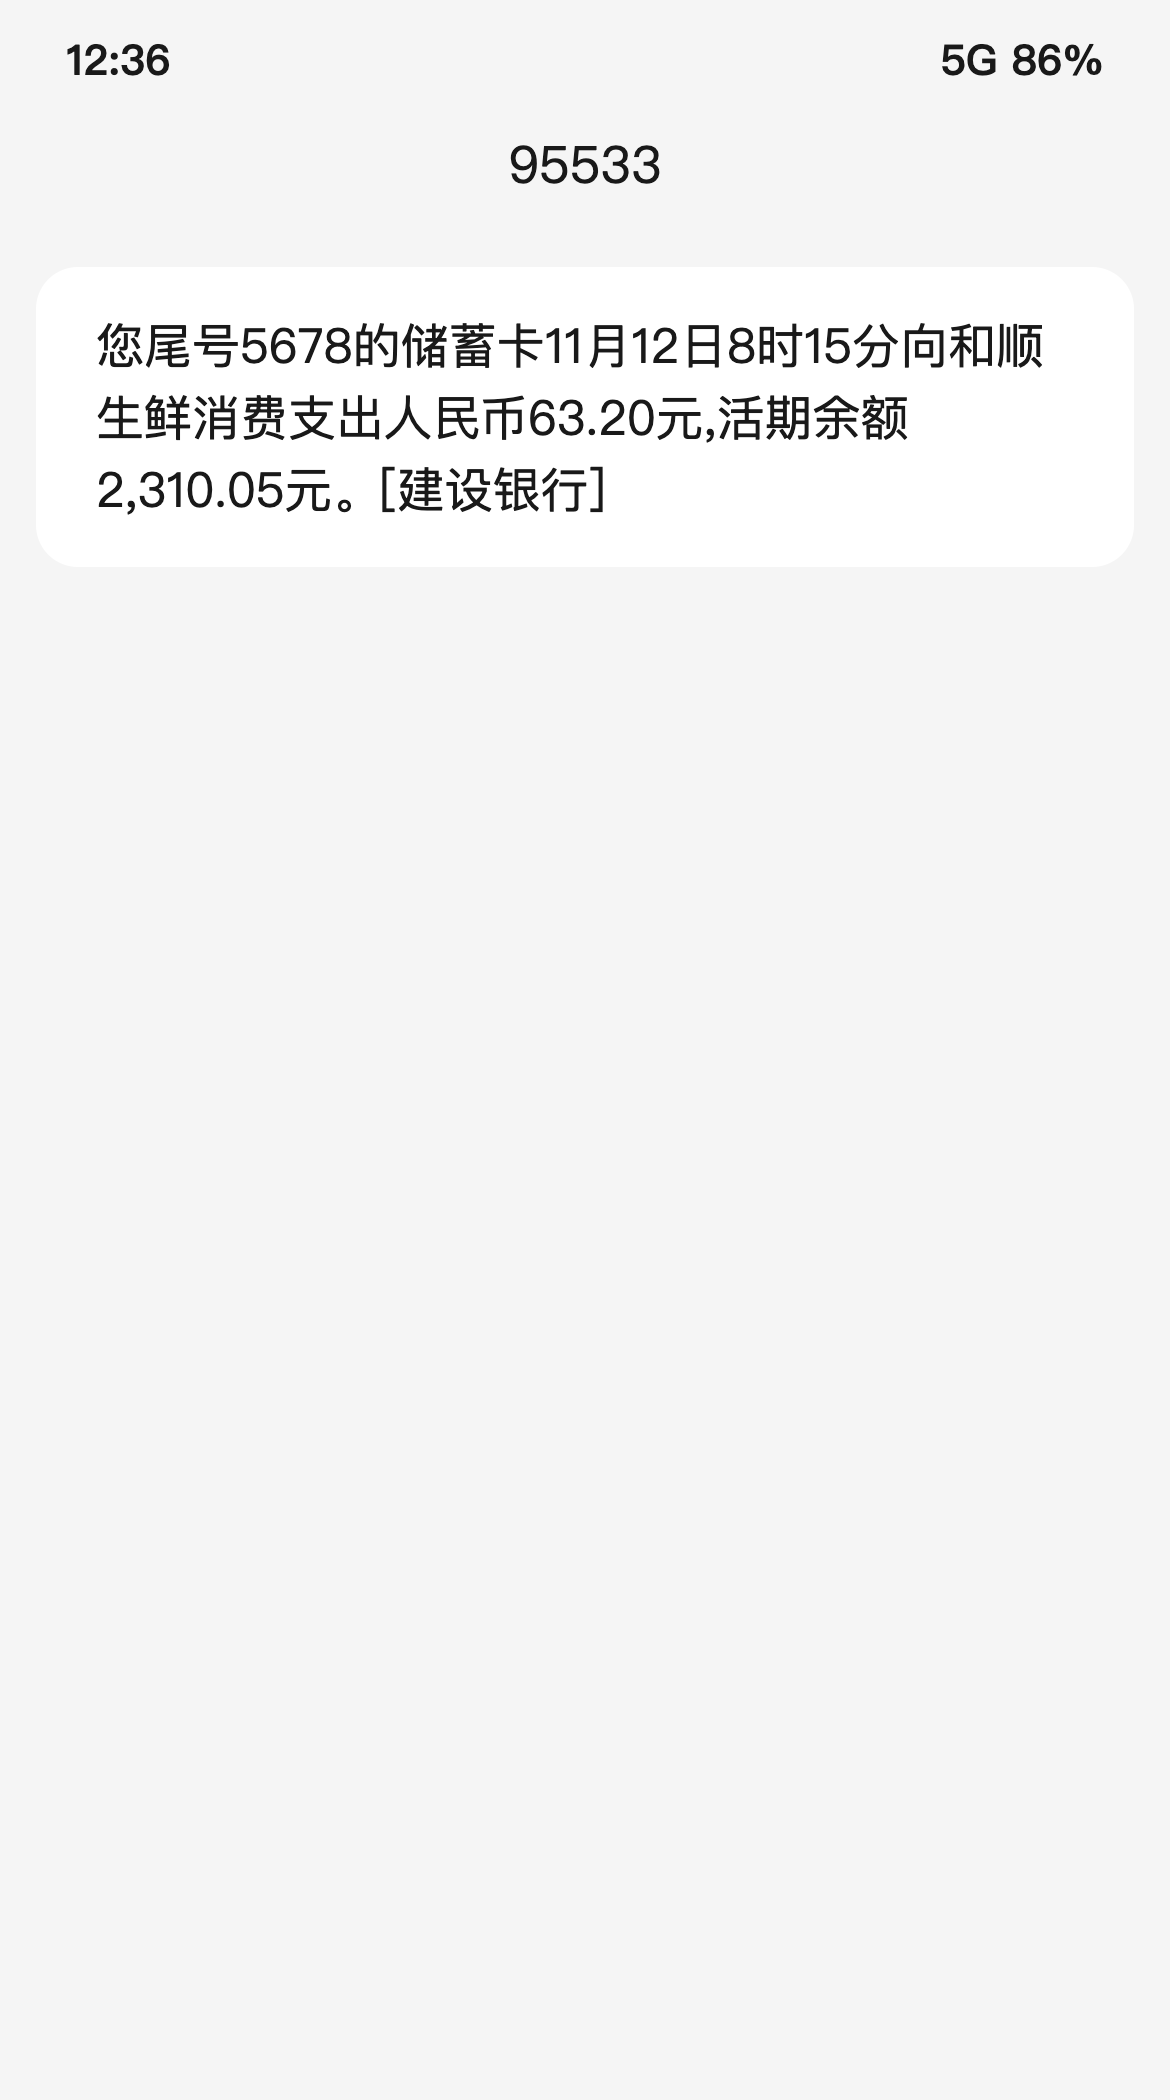 12:36 5G 86%
95533
您尾号5678的储蓄卡11月12日8时15分向和顺
生鲜消费支出人民币63.20元,活期余额
2,310.05元。[建设银行]